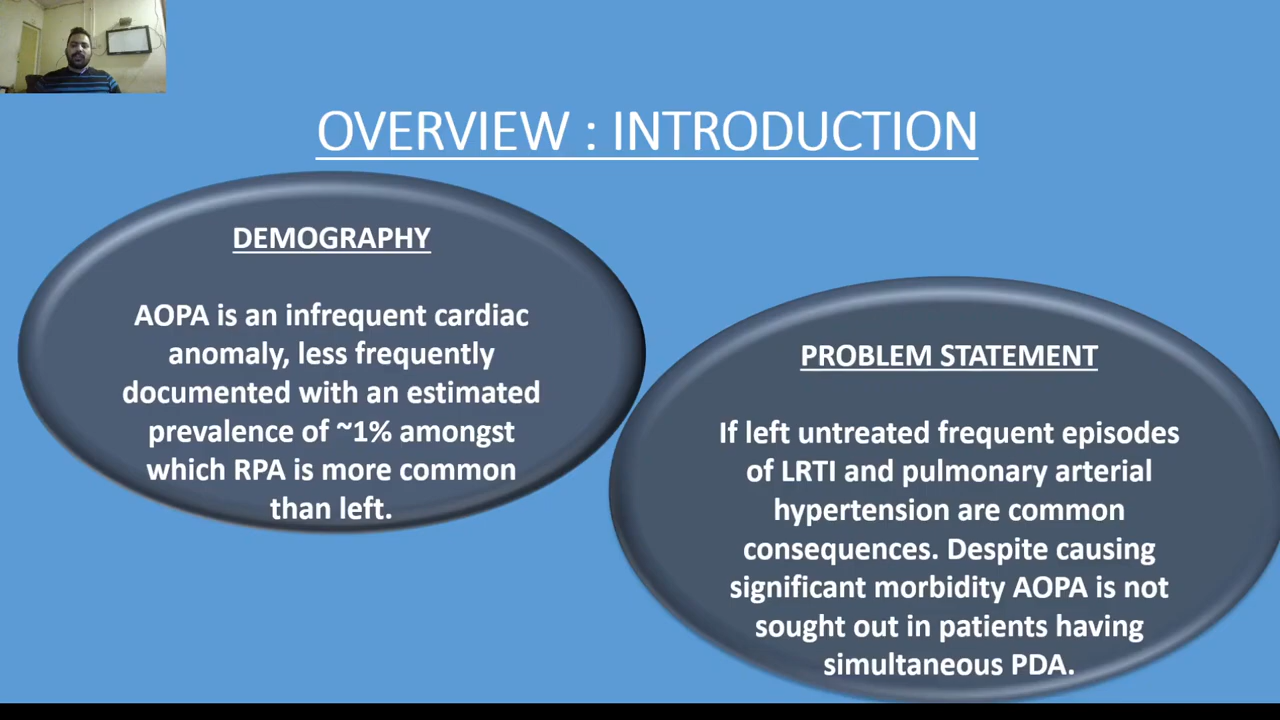 OVERVIEW : INTRODUCTION
DEMOGRAPHY
AOPA is an infrequent cardiac
anomaly, less frequently
documented with an estimated
prevalence of ~1% amongst
which RPA is more common
than left.
PROBLEM STATEMENT
If left untreated frequent episodes
of LRTI and pulmonary arterial
hypertension are common
consequences. Despite causing
significant morbidity AOPA is not
sought out in patients having
simultaneous PDA.